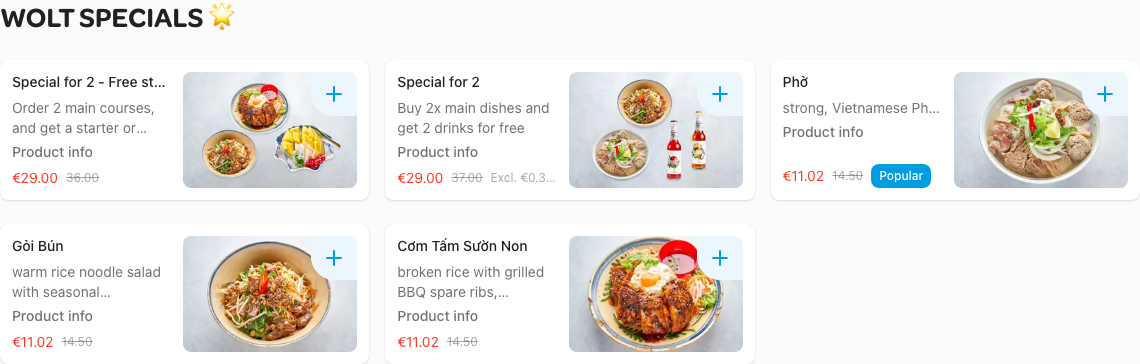 WOLT SPECIALS 🌟
Special for 2 - Free st...
Order 2 main courses,
and get a starter or...
Product info
€29.00 36.00
Special for 2
Buy 2x main dishes and
get 2 drinks for free
Product info
€29.00 37.00 Excl. €0.3...
Phở
strong, Vietnamese Ph...
Product info
€11.02 14.50 Popular
Gỏi Bún
warm rice noodle salad
with seasonal...
Product info
€11.02 14.50
Cơm Tấm Sườn Non
broken rice with grilled
BBQ spare ribs,...
Product info
€11.02 14.50